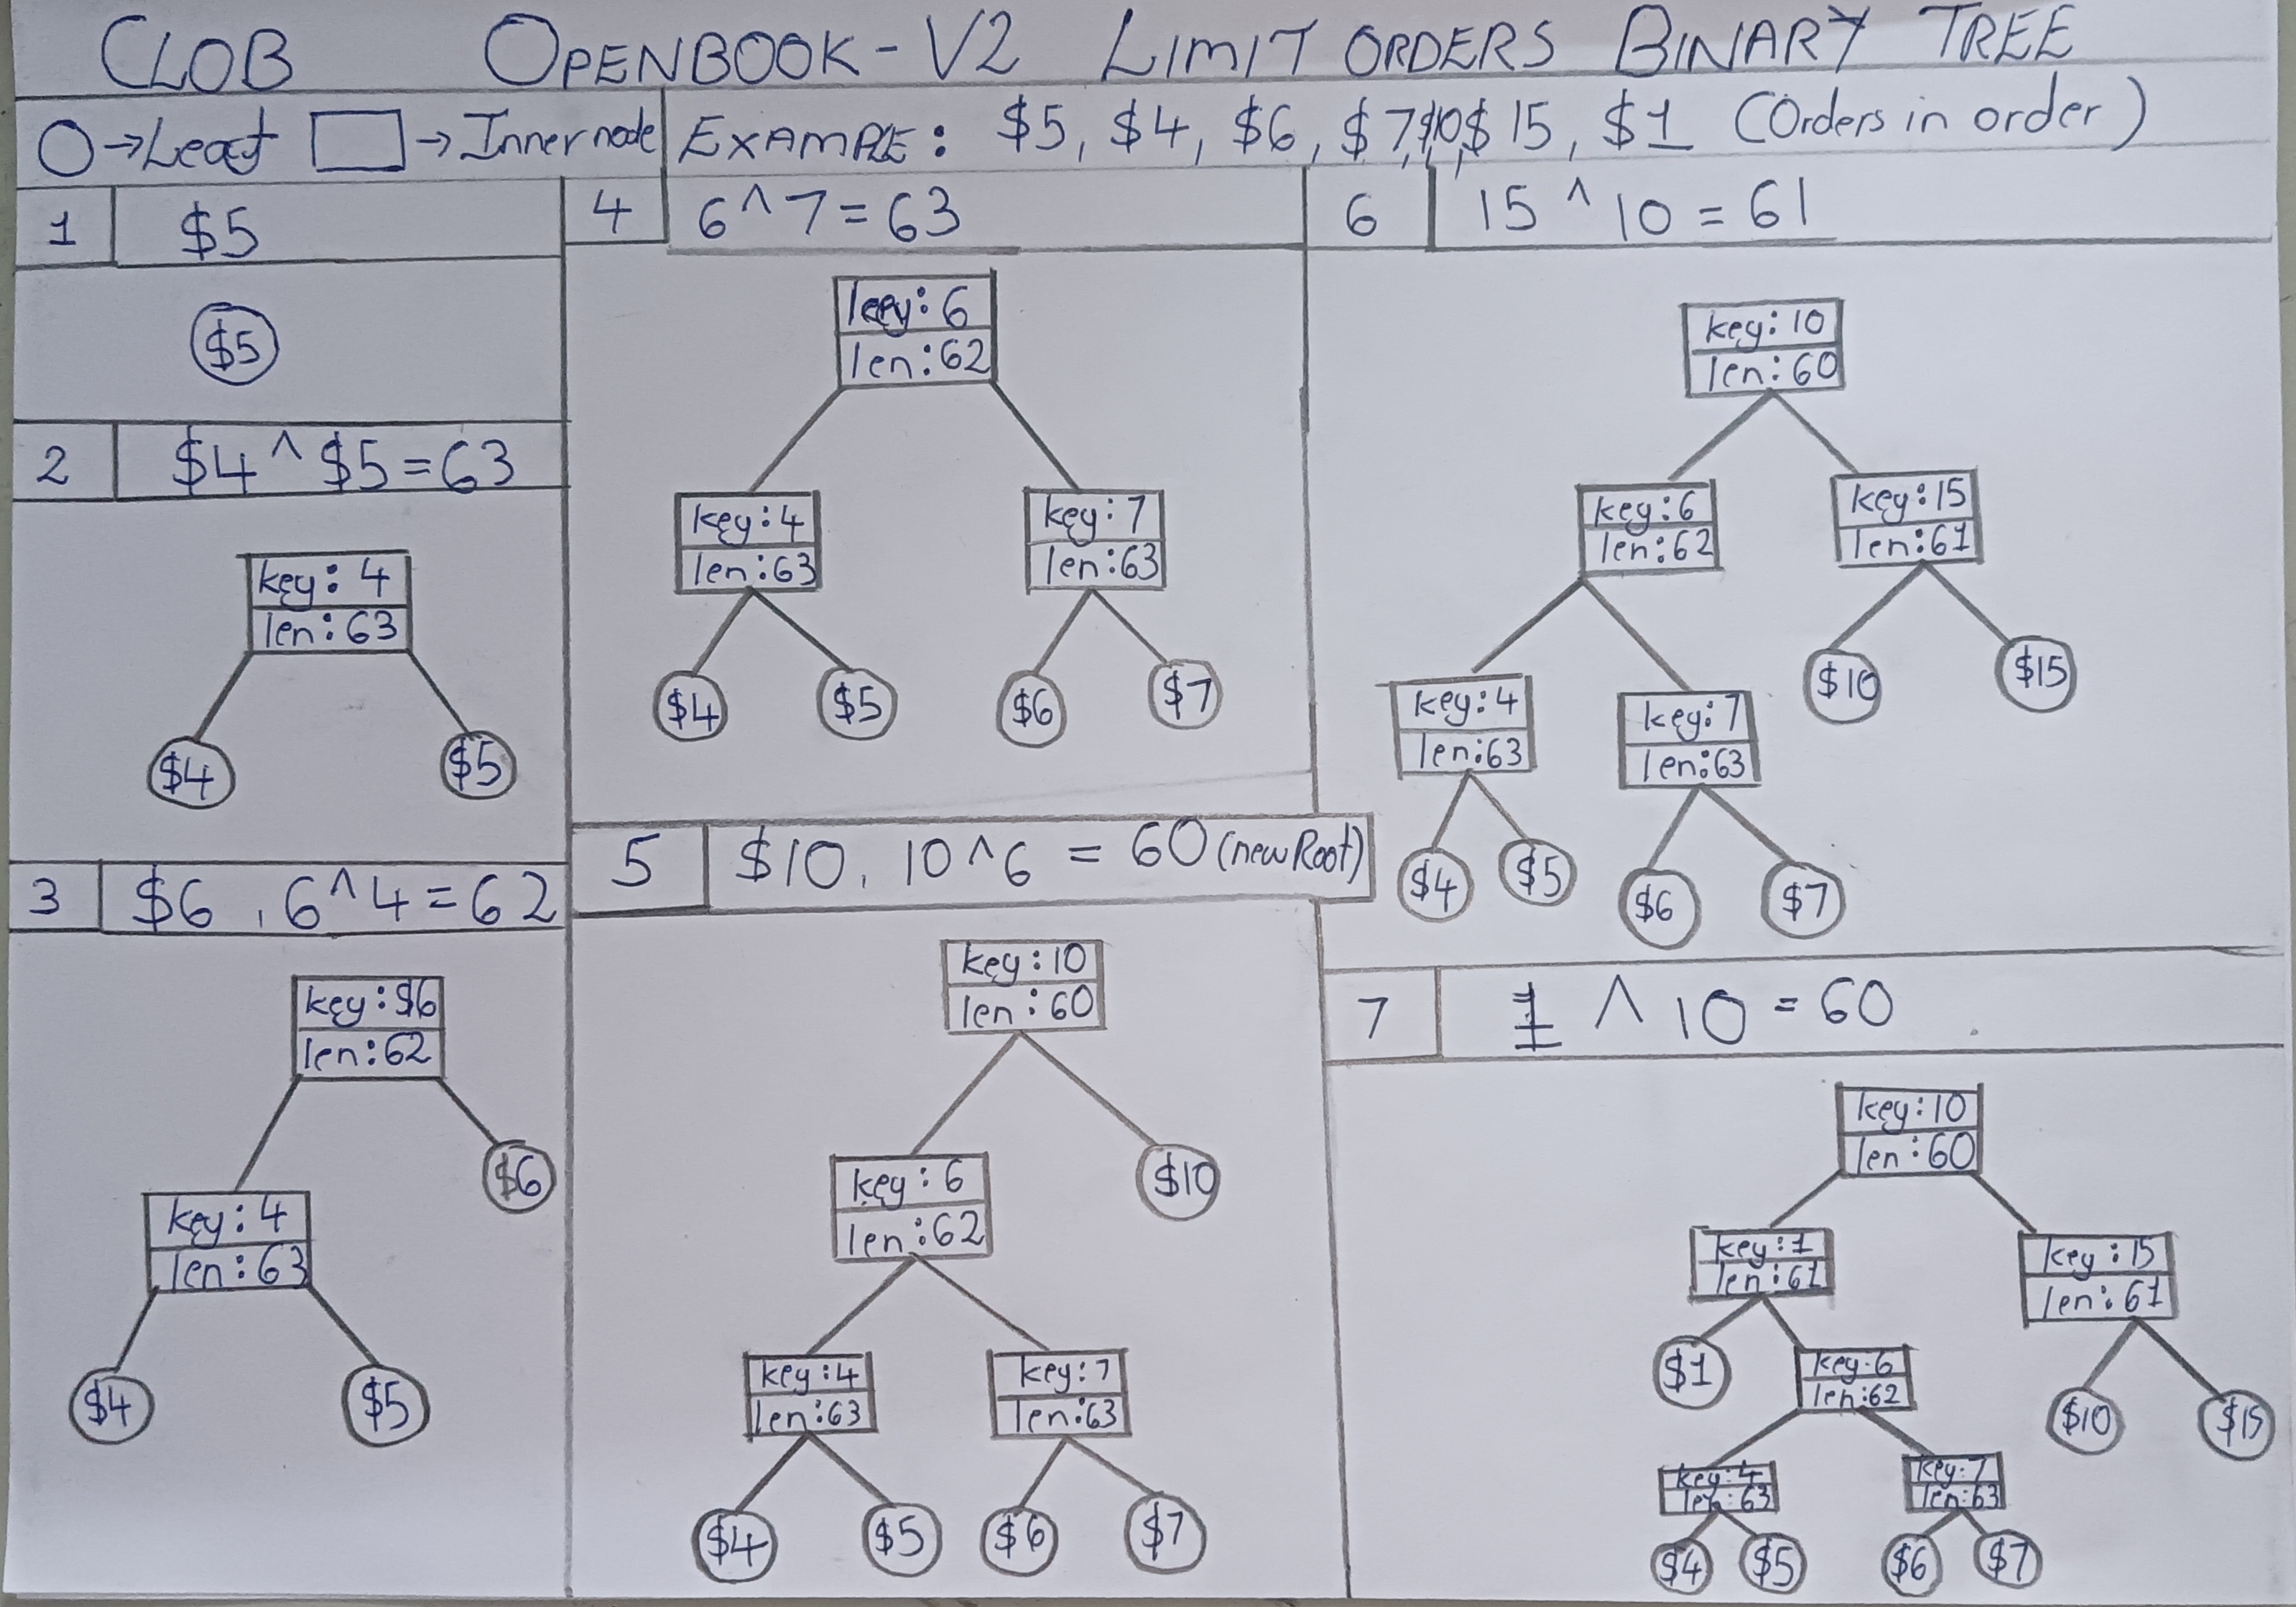 CLOB OPENBOOK-V2 LIMIT ORDERS BINARY TREE
→Leaf →Inner node
EXAMPLE: $5, $4, $6, $7, $10, $15, $1 (Orders in order)
1 $5
$5
2 $4 ^ $5 = 63
key: 4
len: 63
$4 $5
3 $6, 6^4 = 62
key: $6
len: 62
$6
key: 4
len: 63
$4 $5
4 6^7 = 63
key: 6
len: 62
key: 4 key: 7
len: 63 len: 63
$4 $5 $6 $7
5 $10, 10^6 = 60 (new Root)
key: 10
len: 60
key: 6 $10
len: 62
key: 4 key: 7
len: 63 len: 63
$4 $5 $6 $7
6 15 ^ 10 = 61
key: 10
len: 60
key: 6 key: 15
len: 62 len: 61
$10 $15
key: 4 key: 7
len: 63 len: 63
$4 $5 $6 $7
7 1 ^ 10 = 60
key: 10
len: 60
key: 1 key: 15
len: 61 len: 61
$1 key: 6 $10 $15
len: 62
key: 4 key: 7
len: 63 len: 63
$4 $5 $6 $7